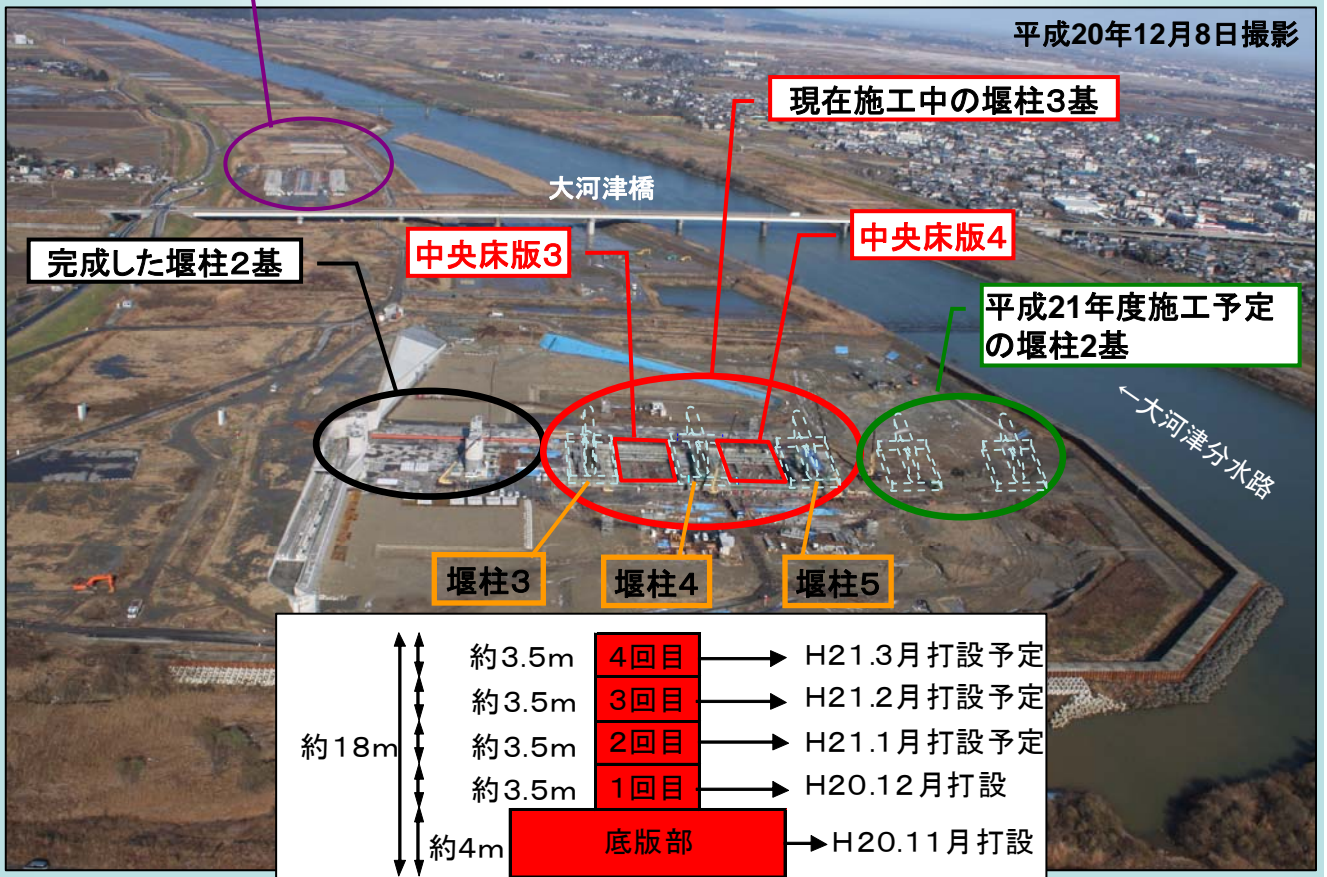 平成20年12月8日撮影
現在施工中の堰柱3基
大河津橋
中央床版3
中央床版4
完成した堰柱2基
平成21年度施工予定
の堰柱2基
←大河津分水路
堰柱3
堰柱4
堰柱5
約3.5m 4回目 H21.3月打設予定
約3.5m 3回目 H21.2月打設予定
約18m
約3.5m 2回目 H21.1月打設予定
約3.5m 1回目 H20.12月打設
約4m 底版部 H20.11月打設